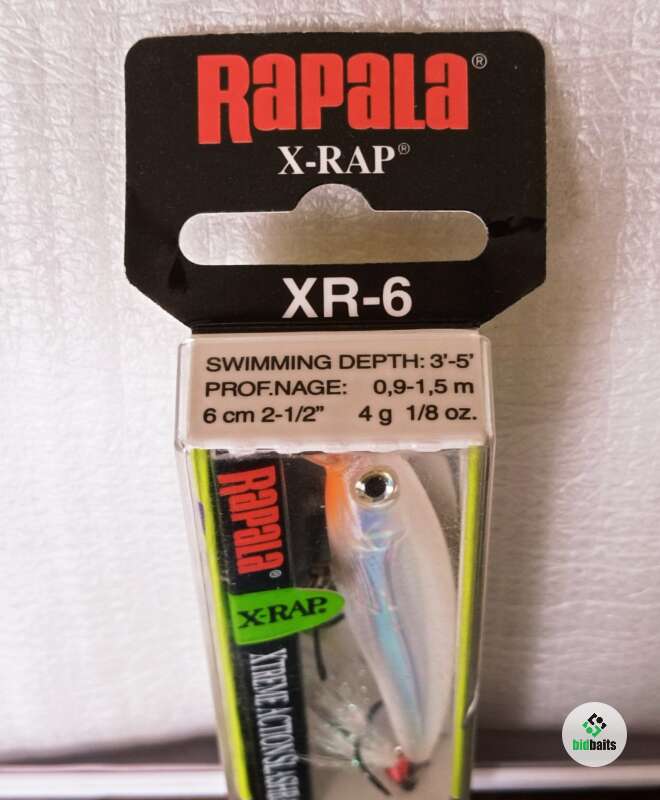 RAPALA®
X-RAP®
XR-6
SWIMMING DEPTH: 3'-5'
PROF.NAGE: 0,9-1,5 m
6 cm 2-1/2" 4 g 1/8 oz.
RAPALA®
X-RAP®
XTREME ACTION
bidbaits